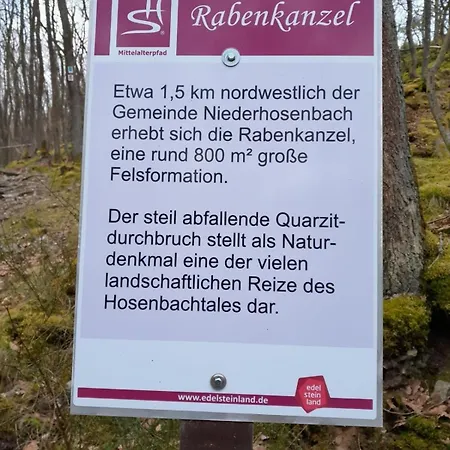 HS
Mittelalterpfad
Rabenkanzel
Etwa 1,5 km nordwestlich der
Gemeinde Niederhosenbach
erhebt sich die Rabenkanzel,
eine rund 800 m² große
Felsformation.
Der steil abfallende Quarzit-
durchbruch stellt als Natur-
denkmal eine der vielen
landschaftlichen Reize des
Hosenbachtales dar.
www.edelsteinland.de
edel
stein
land